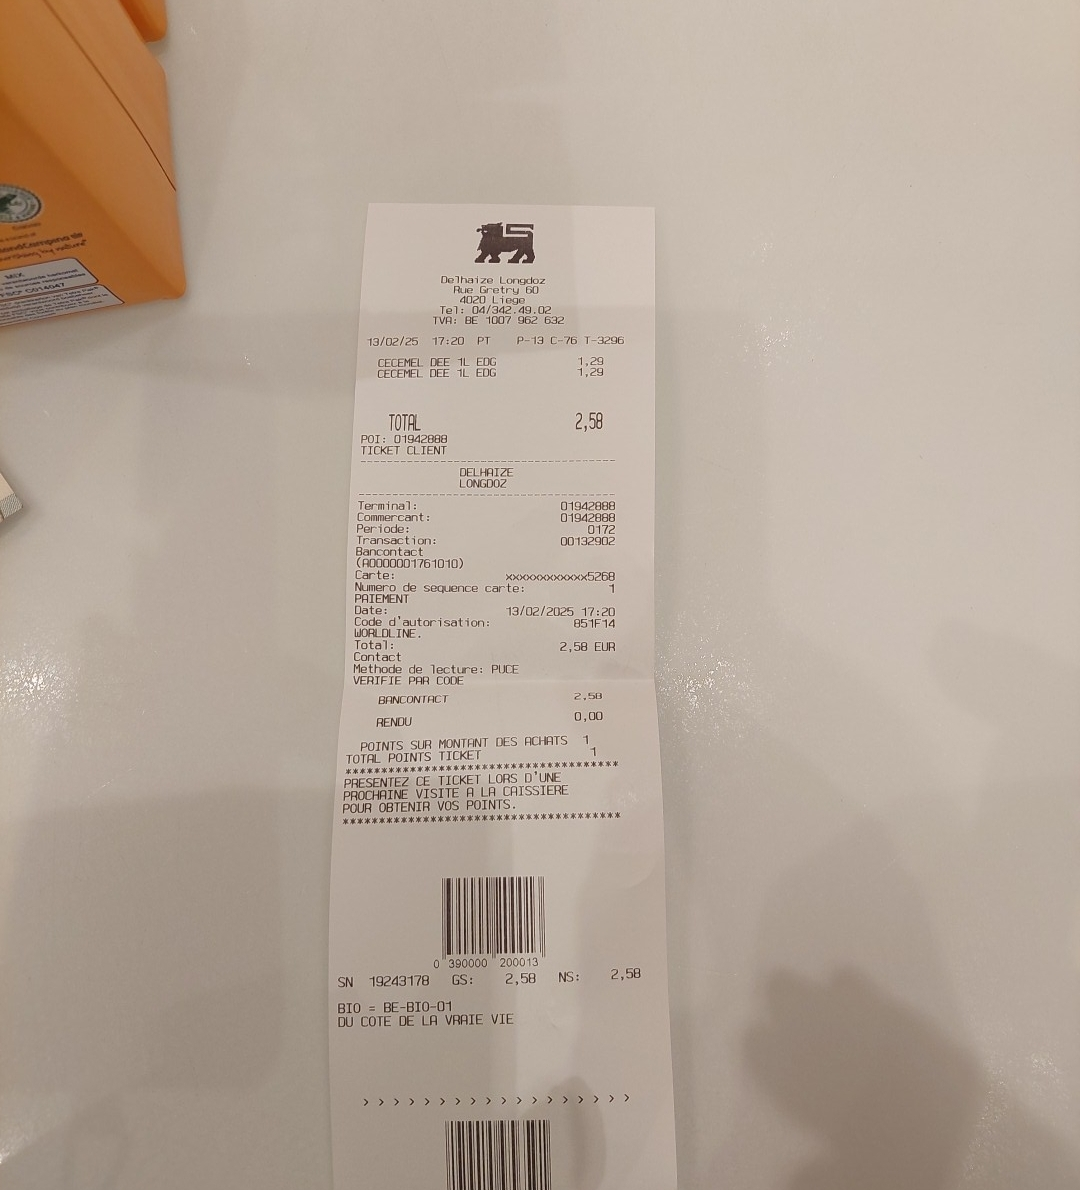 MIX
FSC® C014047
Delhaize Longdoz
Rue Gretry 60
4020 Liege
Tel: 04/342.49.02
TVA: BE 1007 962 632
13/02/25 17:20 PT P-13 C-76 T-3296
CECEMEL DEE 1L EDG 1,29
CECEMEL DEE 1L EDG 1,29
TOTAL 2,58
POI: 01942888
TICKET CLIENT
DELHAIZE
LONGDOZ
Terminal: 01942888
Commercant: 01942888
Periode: 0172
Transaction: 00132902
Bancontact
(A0000001761010)
Carte: xxxxxxxxxxxx5268
Numero de sequence carte: 1
PAIEMENT
Date: 13/02/2025 17:20
Code d'autorisation: 851F14
WORLDLINE.
Total: 2,58 EUR
Contact
Methode de lecture: PUCE
VERIFIE PAR CODE
BANCONTACT 2,58
RENDU 0,00
POINTS SUR MONTANT DES ACHATS 1
TOTAL POINTS TICKET 1
*************************************
PRESENTEZ CE TICKET LORS D'UNE
PROCHAINE VISITE A LA CAISSIERE
POUR OBTENIR VOS POINTS.
*************************************
0 390000 200013
SN 19243178 GS: 2,58 NS: 2,58
BIO = BE-BIO-01
DU COTE DE LA VRAIE VIE
› › › › › › › › › › › › › › ›